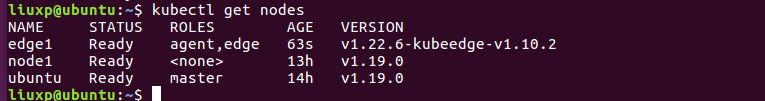 liuxp@ubuntu:~$ kubectl get nodes
NAME     STATUS   ROLES        AGE   VERSION
edge1    Ready    agent,edge   63s   v1.22.6-kubeedge-v1.10.2
node1    Ready    <none>       13h   v1.19.0
ubuntu   Ready    master       14h   v1.19.0
liuxp@ubuntu:~$